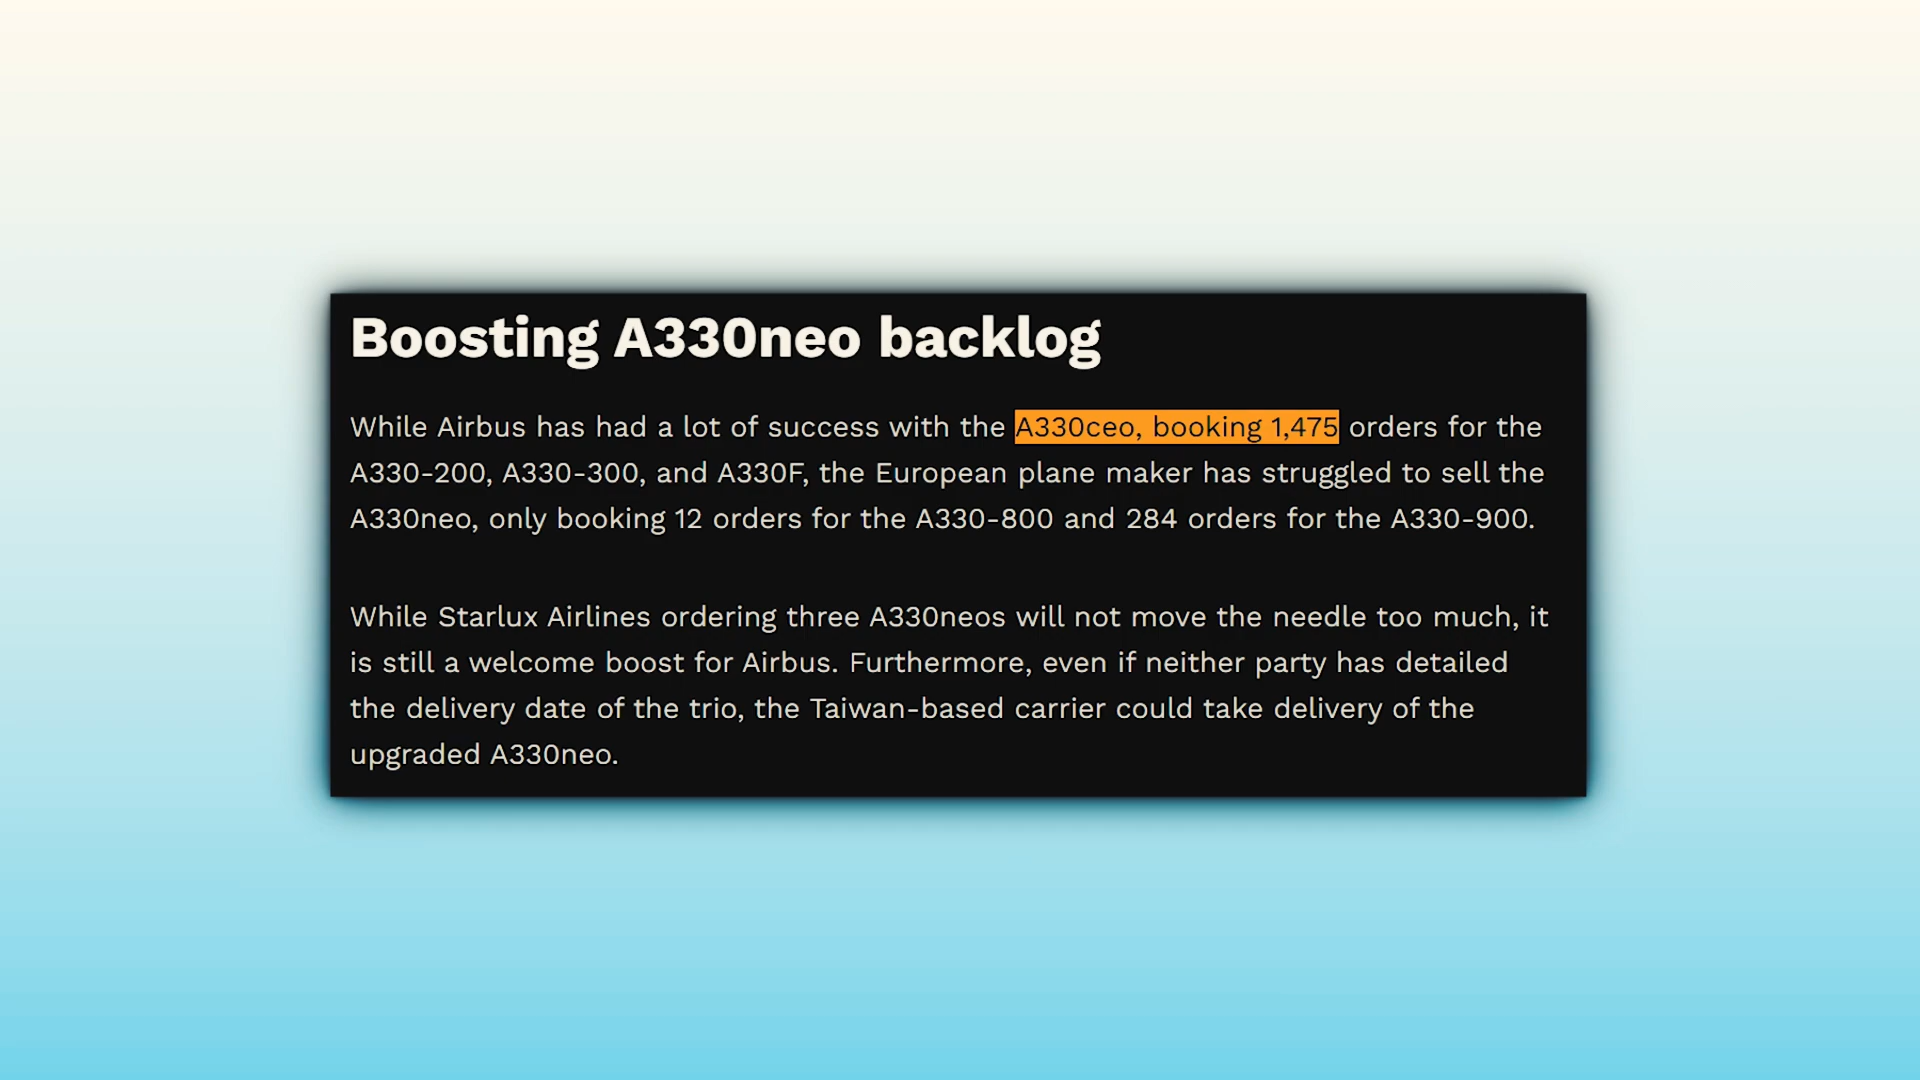 Boosting A330neo backlog
While Airbus has had a lot of success with the A330ceo, booking 1,475 orders for the
A330-200, A330-300, and A330F, the European plane maker has struggled to sell the
A330neo, only booking 12 orders for the A330-800 and 284 orders for the A330-900.
While Starlux Airlines ordering three A330neos will not move the needle too much, it
is still a welcome boost for Airbus. Furthermore, even if neither party has detailed
the delivery date of the trio, the Taiwan-based carrier could take delivery of the
upgraded A330neo.